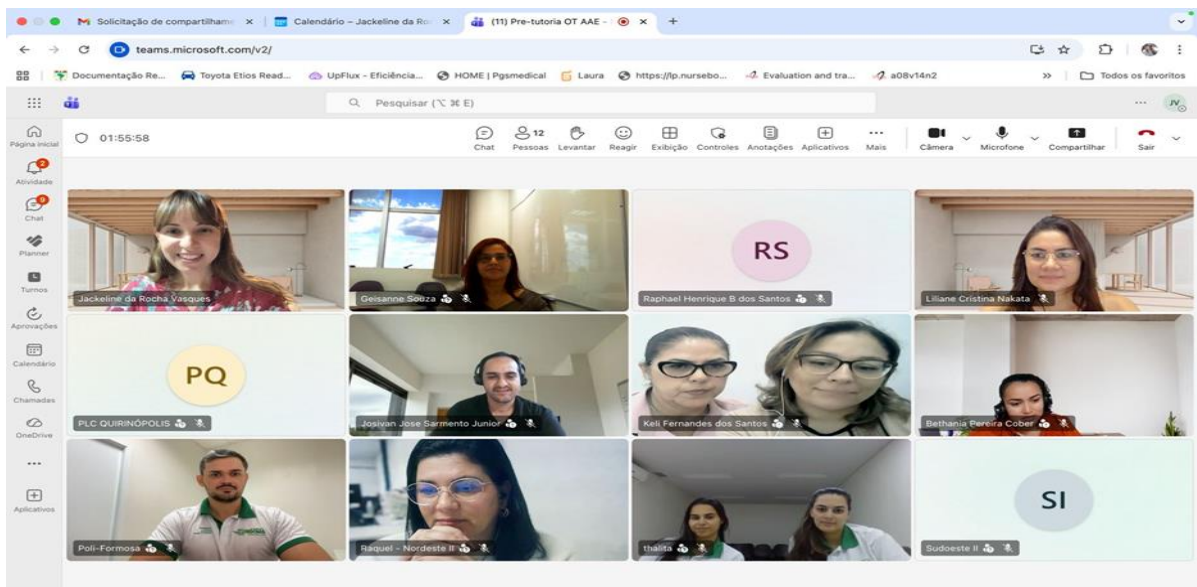 Solicitação de compartilhame
Calendário – Jackeline da Ro
(11) Pre-tutoria OT AAE -
teams.microsoft.com/v2/
Documentação Re...
Toyota Etios Read...
UpFlux - Eficiência...
HOME | Pgsmedical
Laura
https://lp.nursebo...
Evaluation and tra...
a08v14n2
Todos os favoritos
Pesquisar (⌥ ⌘ E)
JV
01:55:58
12
Chat
Pessoas
Levantar
Reagir
Exibição
Controles
Anotações
Aplicativos
Mais
Câmera
Microfone
Compartilhar
Sair
Página inicial
2
Atividade
9
Chat
Planner
Turnos
Aprovações
Calendário
Chamadas
OneDrive
Aplicativos
Jackeline da Rocha Vasques
Geisanne Souza
RS
Raphael Henrique B dos Santos
Liliane Cristina Nakata
PQ
PLC QUIRINÓPOLIS
Josivan Jose Sarmento Junior
Keli Fernandes dos Santos
Bethania Pereira Cober
Poli-Formosa
Raquel - Nordeste II
thalita
SI
Sudoeste II